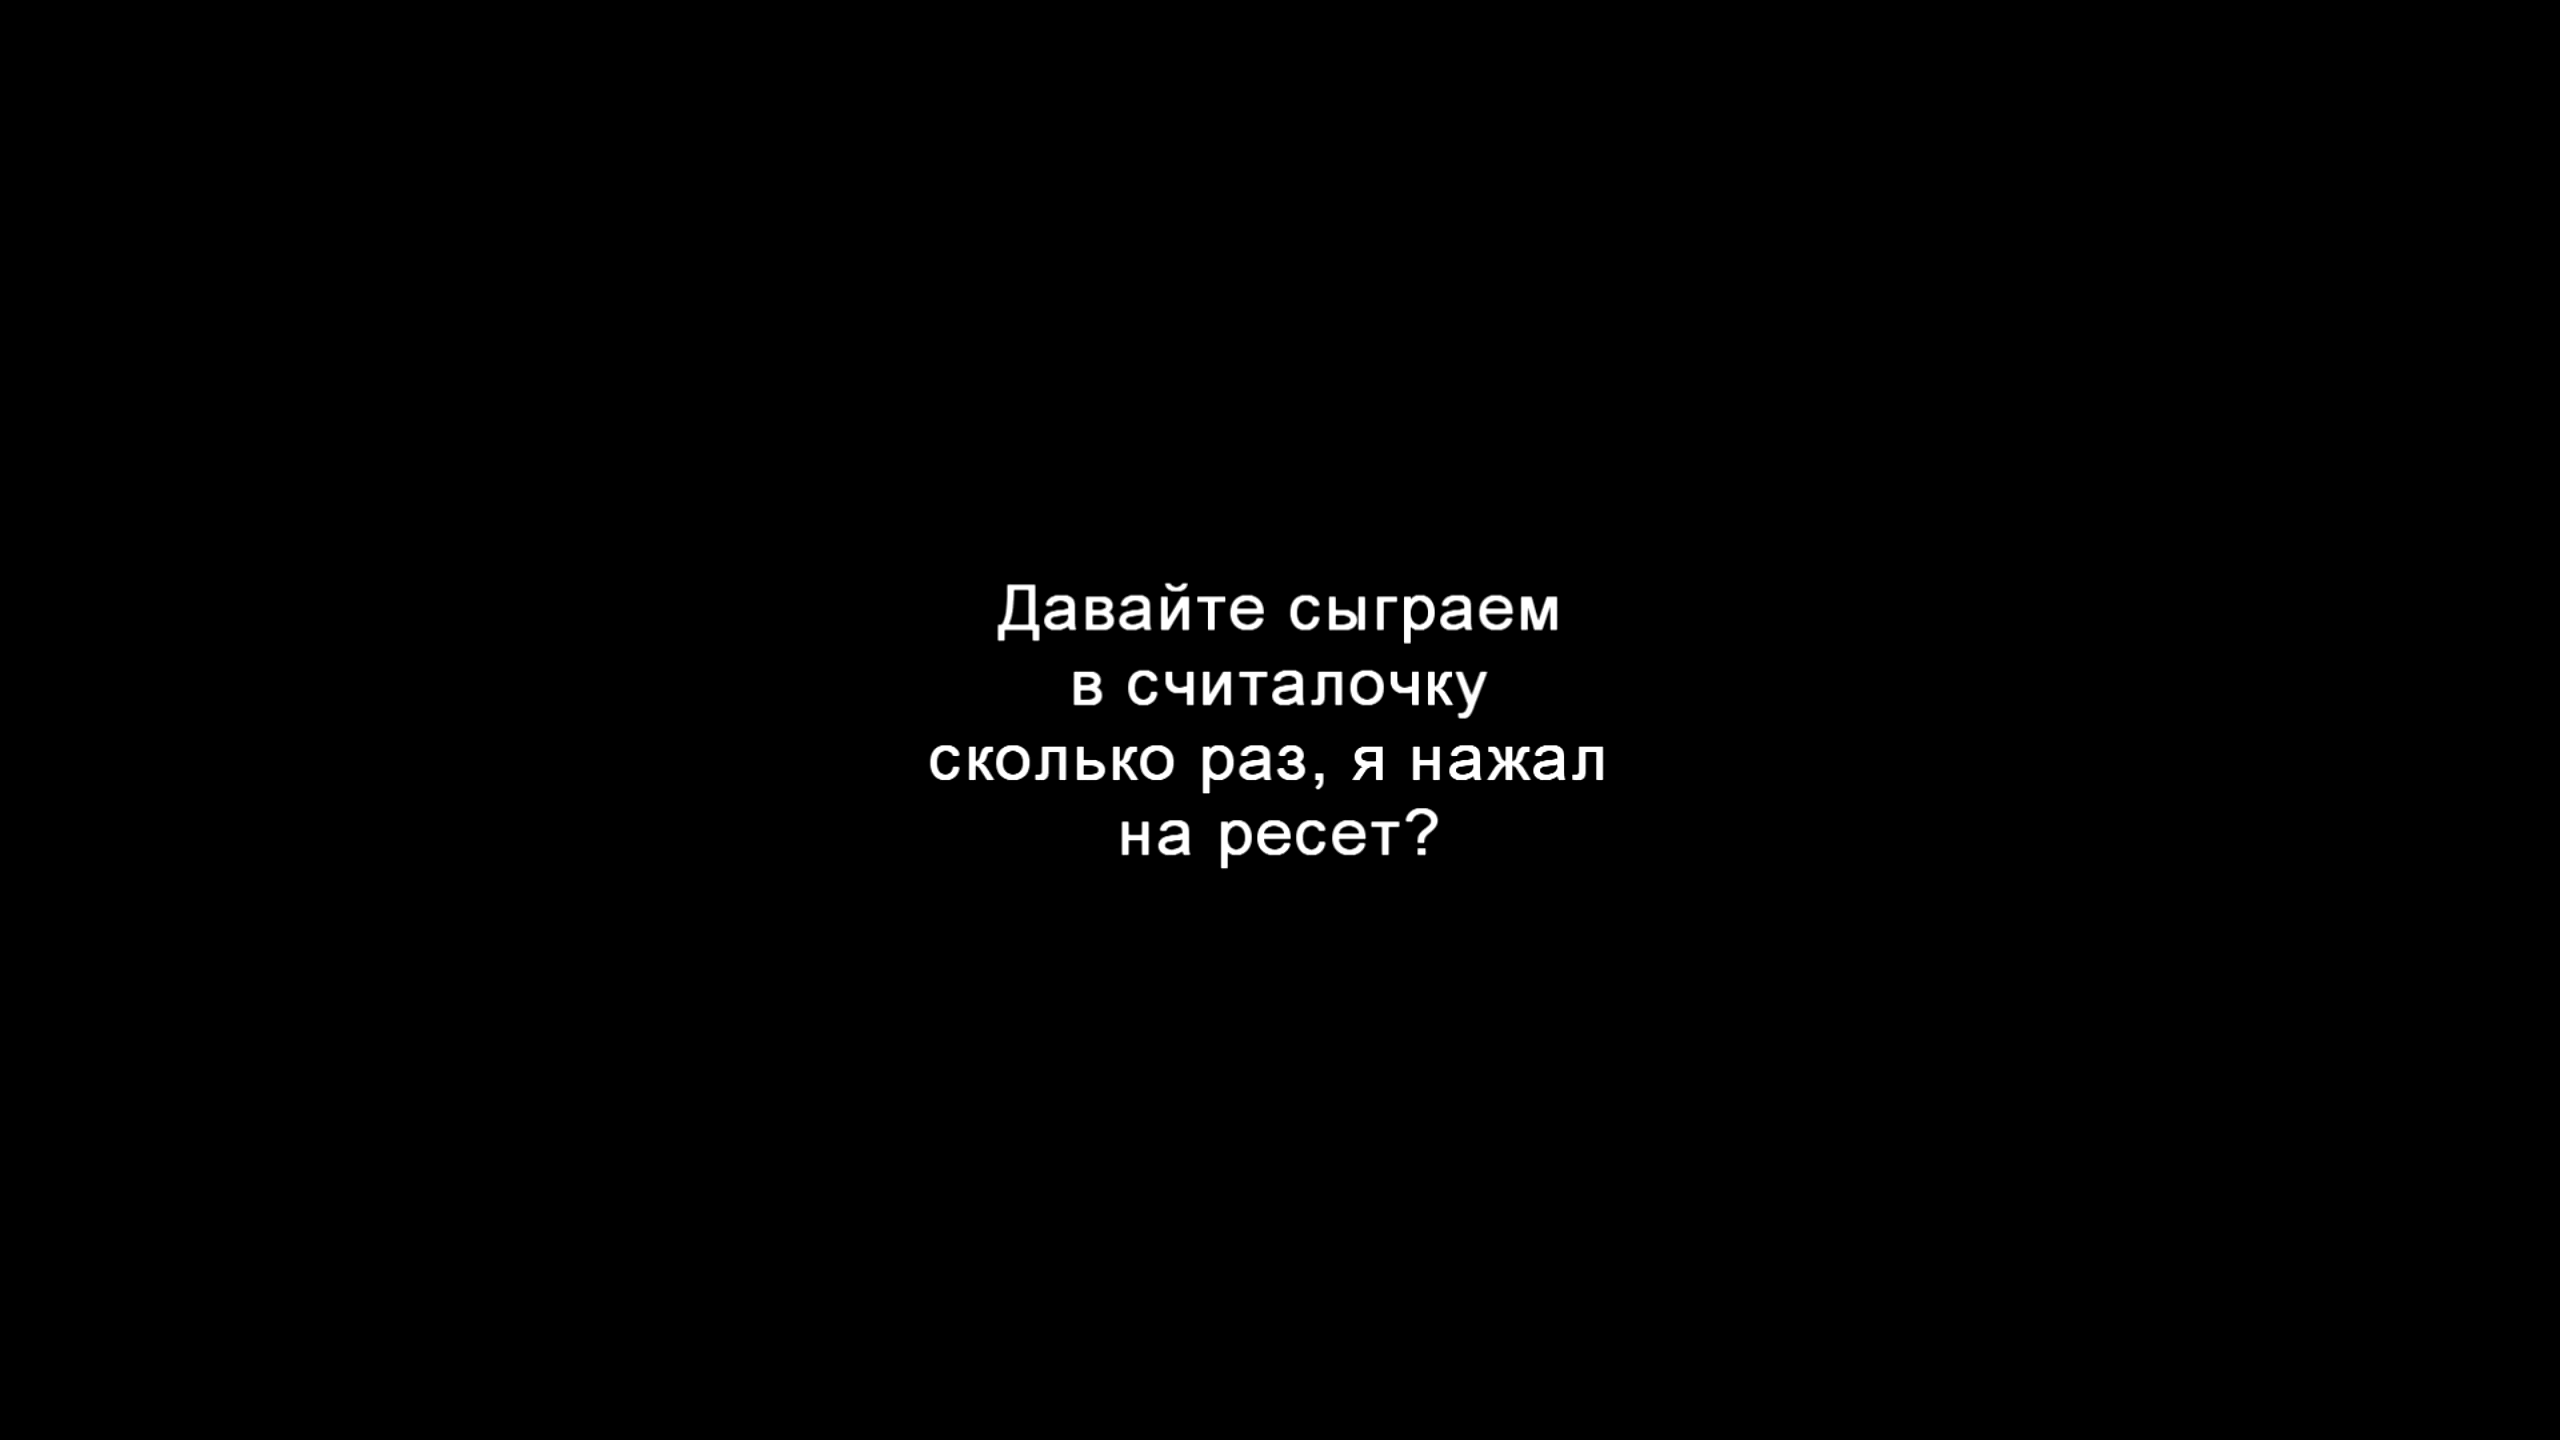 Давайте сыграем
в считалочку
сколько раз, я нажал
на ресет?